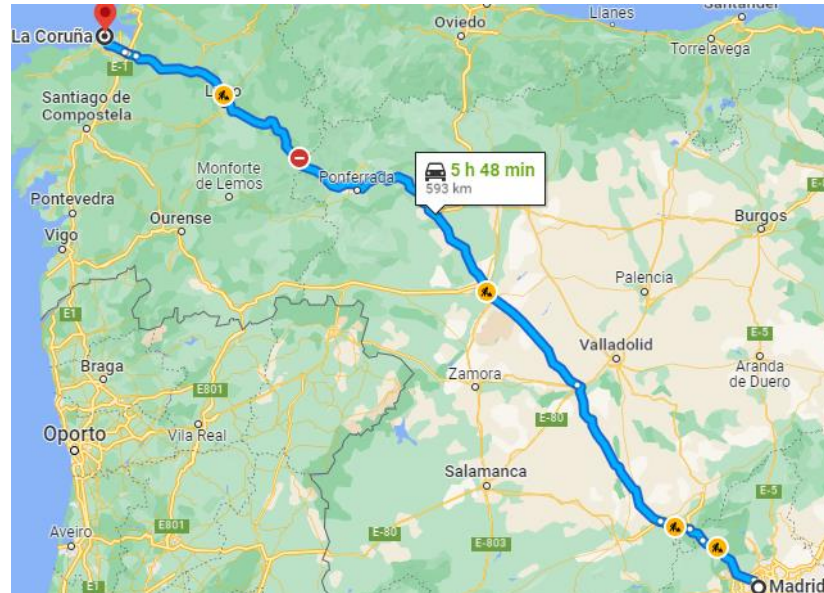 Santander
Llanes
Oviedo
La Coruña
Torrelavega
E-1
Lugo
Santiago de
Compostela
5 h 48 min
593 km
Monforte
de Lemos
Ponferrada
Pontevedra
Burgos
Ourense
Vigo
Palencia
E1
E-5
Valladolid
Braga
Aranda
de Duero
Zamora
E801
E-80
Oporto
Vila Real
Salamanca
E-5
Aveiro
E801
E-80
E-803
E1
Madrid